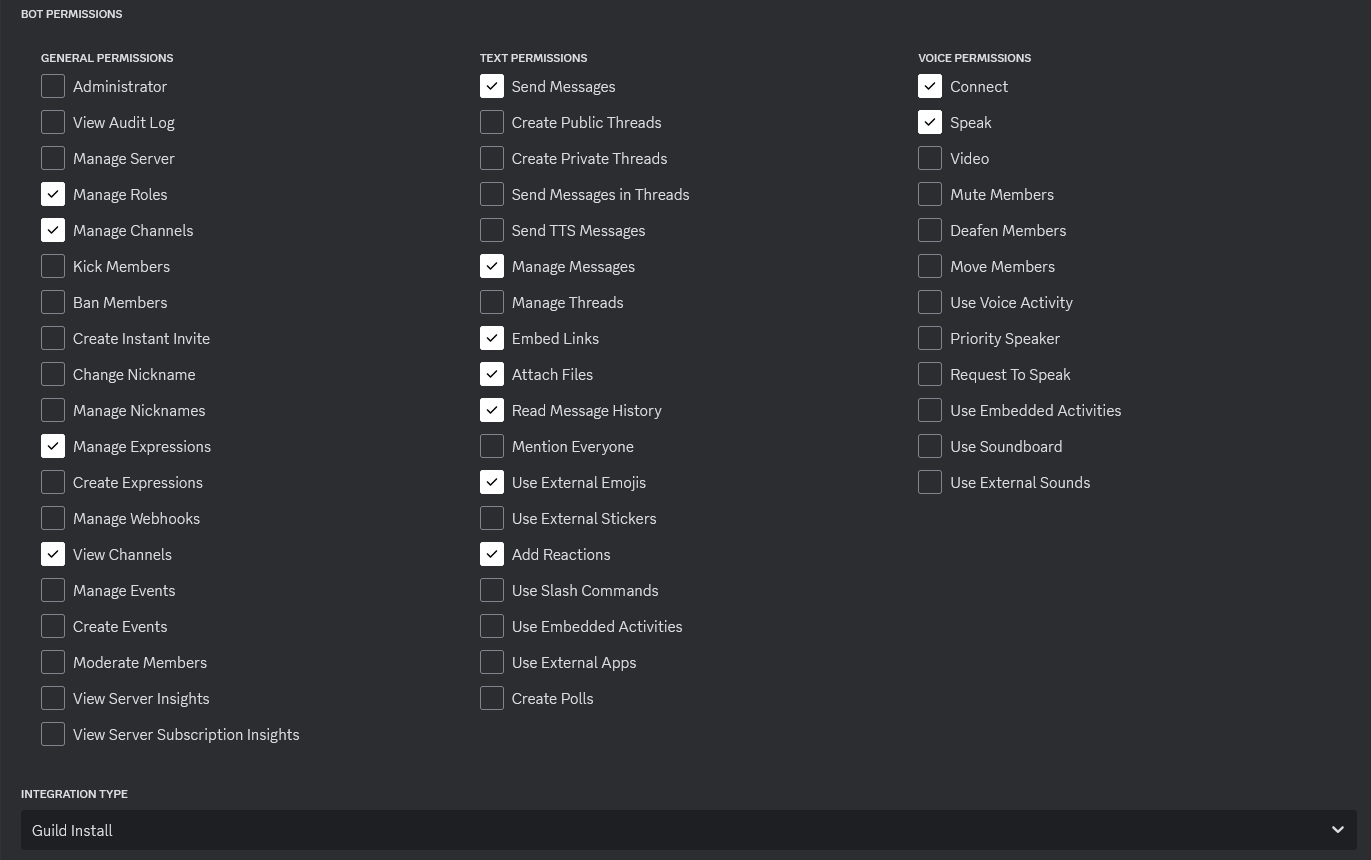 BOT PERMISSIONS
GENERAL PERMISSIONS
Administrator
View Audit Log
Manage Server
Manage Roles
Manage Channels
Kick Members
Ban Members
Create Instant Invite
Change Nickname
Manage Nicknames
Manage Expressions
Create Expressions
Manage Webhooks
View Channels
Manage Events
Create Events
Moderate Members
View Server Insights
View Server Subscription Insights
TEXT PERMISSIONS
Send Messages
Create Public Threads
Create Private Threads
Send Messages in Threads
Send TTS Messages
Manage Messages
Manage Threads
Embed Links
Attach Files
Read Message History
Mention Everyone
Use External Emojis
Use External Stickers
Add Reactions
Use Slash Commands
Use Embedded Activities
Use External Apps
Create Polls
VOICE PERMISSIONS
Connect
Speak
Video
Mute Members
Deafen Members
Move Members
Use Voice Activity
Priority Speaker
Request To Speak
Use Embedded Activities
Use Soundboard
Use External Sounds
INTEGRATION TYPE
Guild Install